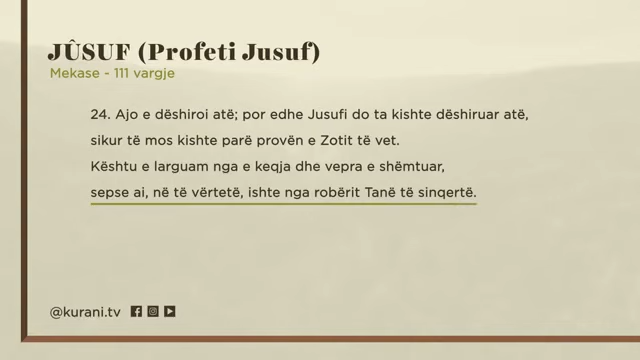 JÛSUF (Profeti Jusuf)
Mekase - 111 vargje
24. Ajo e dëshiroi atë; por edhe Jusufi do ta kishte dëshiruar atë,
sikur të mos kishte parë provën e Zotit të vet.
Kështu e larguam nga e keqja dhe vepra e shëmtuar,
sepse ai, në të vërtetë, ishte nga robërit Tanë të sinqertë.
@kurani.tv